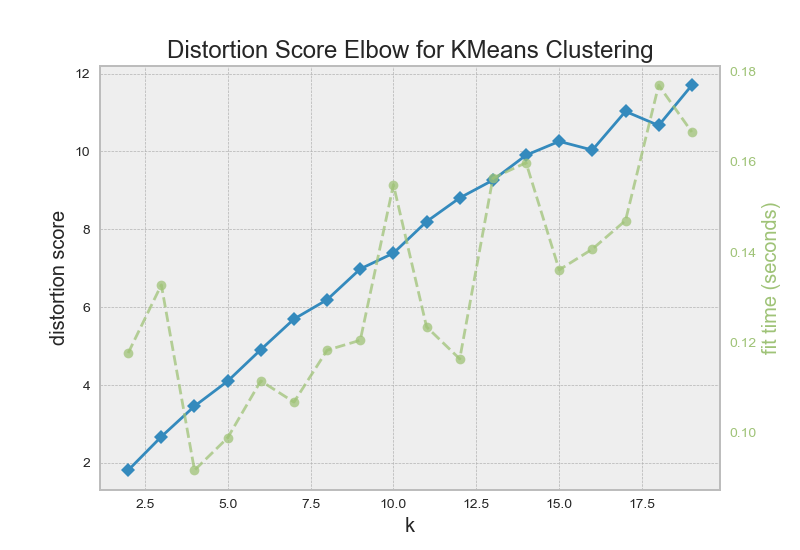 Distortion Score Elbow for KMeans Clustering
12
10
8
6
4
2
distortion score
0.18
0.16
0.14
0.12
0.10
fit time (seconds)
2.5 5.0 7.5 10.0 12.5 15.0 17.5
k